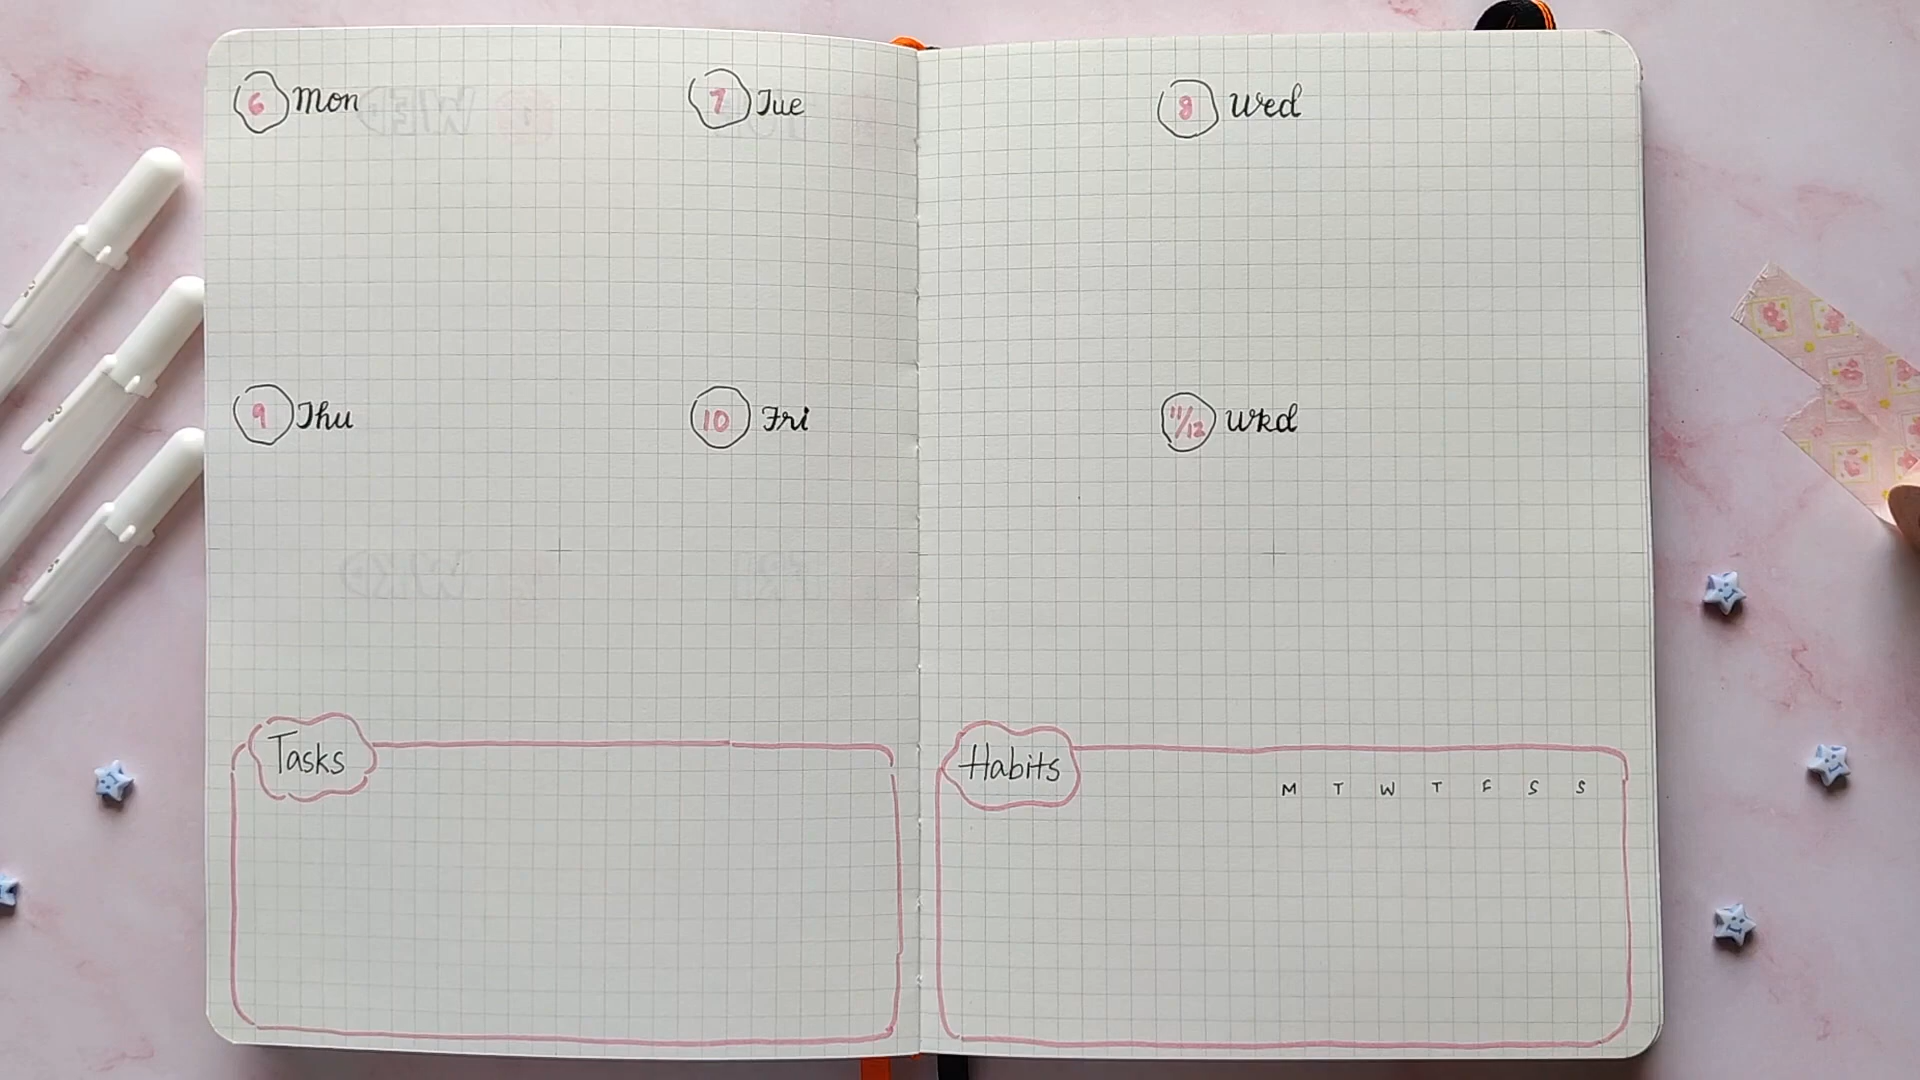 6 Mon
7 Tue
8 Wed
9 Thu
10 Fri
11/12 Wkd
Tasks
Habits
M T W T F S S